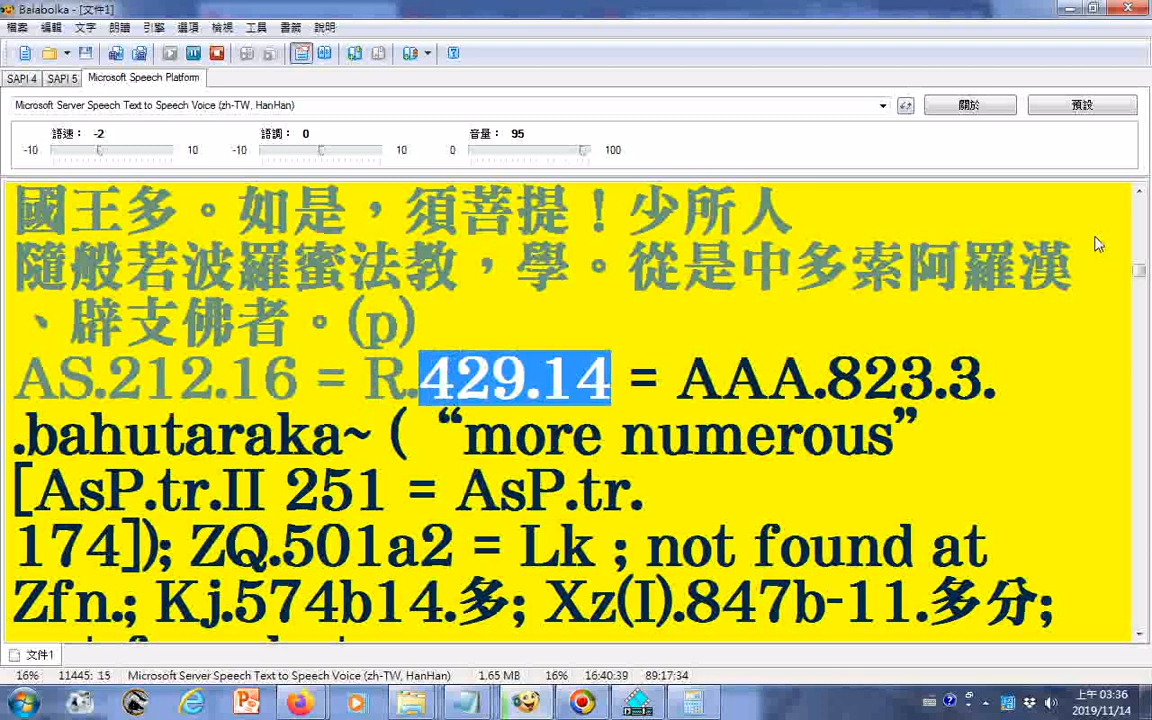 Balabolka - [文件1]
檔案 編輯 文字 朗讀 引擎 選項 檢視 工具 書籤 說明
SAPI 4 SAPI 5 Microsoft Speech Platform
Microsoft Server Speech Text to Speech Voice (zh-TW, HanHan) 關於 預設
語速： -2 語調： 0 音量： 95
-10 10 -10 10 0 100
國王多。如是，須菩提！少所人
隨般若波羅蜜法教，學。從是中多索阿羅漢
、辟支佛者。(p)
AS.212.16 = R.429.14 = AAA.823.3.
.bahutaraka~ (“more numerous”
[AsP.tr.II 251 = AsP.tr.
174]); ZQ.501a2 = Lk ; not found at
Zfn.; Kj.574b14.多; Xz(I).847b-11.多分;
文件1
16% 11445: 15 Microsoft Server Speech Text to Speech Voice (zh-TW, HanHan) 1.65 MB 16% 16:40:39 89:17:34
上午 03:36
2019/11/14